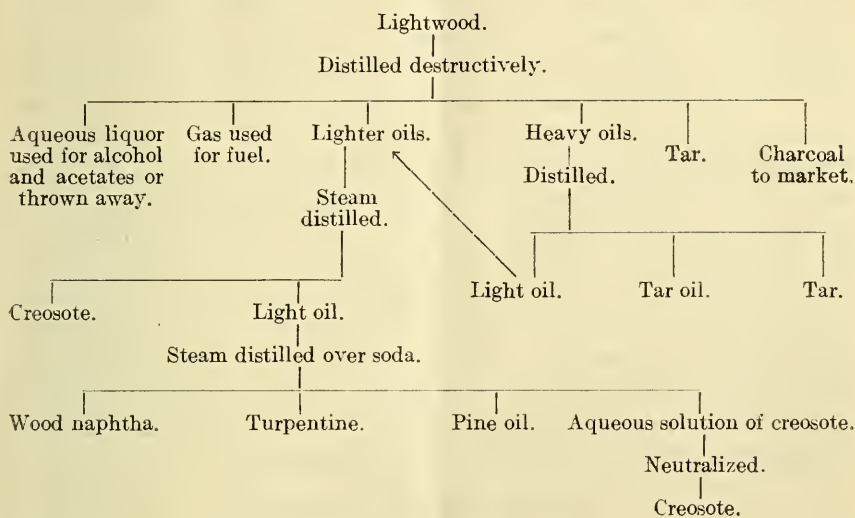 Lightwood.
Distilled destructively.
Aqueous liquor
used for alcohol
and acetates or
thrown away.
Gas used
for fuel.
Lighter oils.
Heavy oils.
Tar.
Charcoal
to market.
Distilled.
Steam
distilled.
Light oil.
Tar oil.
Tar.
Creosote.
Light oil.
Steam distilled over soda.
Wood naphtha.
Turpentine.
Pine oil.
Aqueous solution of creosote.
Neutralized.
Creosote.